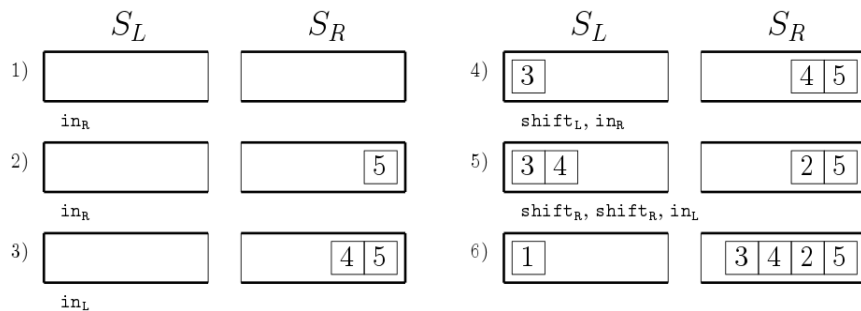 S_L S_R
1)
in_R
2) 5
in_R
3) 4 5
in_L
S_L S_R
4) 3 4 5
shift_L, in_R
5) 3 4 2 5
shift_R, shift_R, in_L
6) 1 3 4 2 5